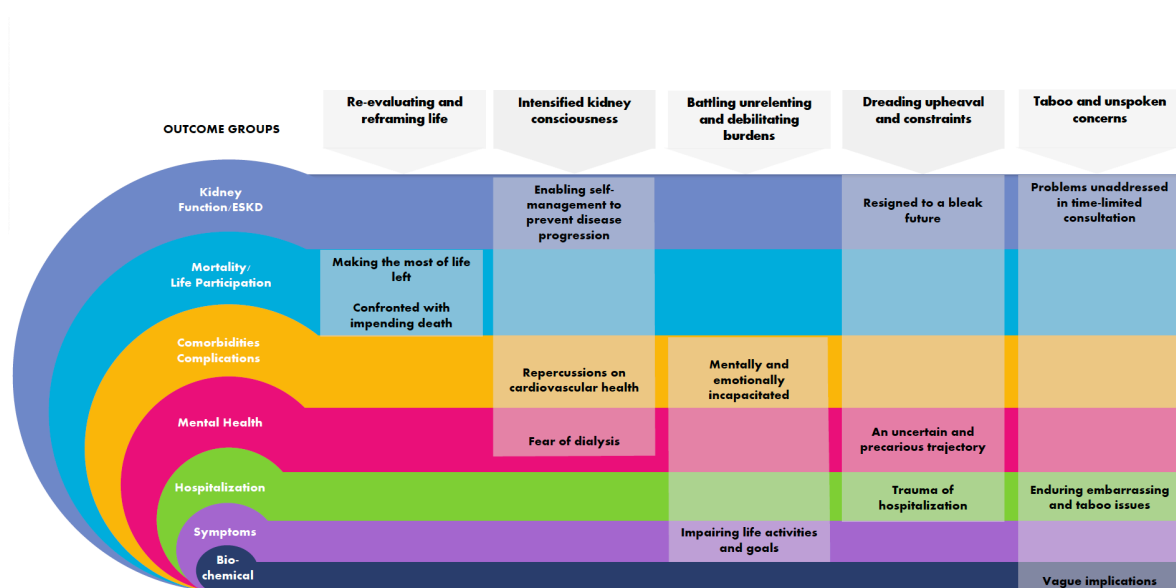 OUTCOME GROUPS
Re-evaluating and
reframing life
Intensified kidney
consciousness
Battling unrelenting
and debilitating
burdens
Dreading upheaval
and constraints
Taboo and unspoken
concerns
Kidney
Function/ESKD
Enabling self-
management to
prevent disease
progression
Resigned to a bleak
future
Problems unaddressed
in time-limited
consultation
Mortality/
Life Participation
Making the most of life
left
Confronted with
impending death
Comorbidities
Complications
Repercussions on
cardiovascular health
Mentally and
emotionally
incapacitated
Mental Health
Fear of dialysis
An uncertain and
precarious trajectory
Hospitalization
Trauma of
hospitalization
Enduring embarrassing
and taboo issues
Symptoms
Impairing life activities
and goals
Bio-
chemical
Vague implications